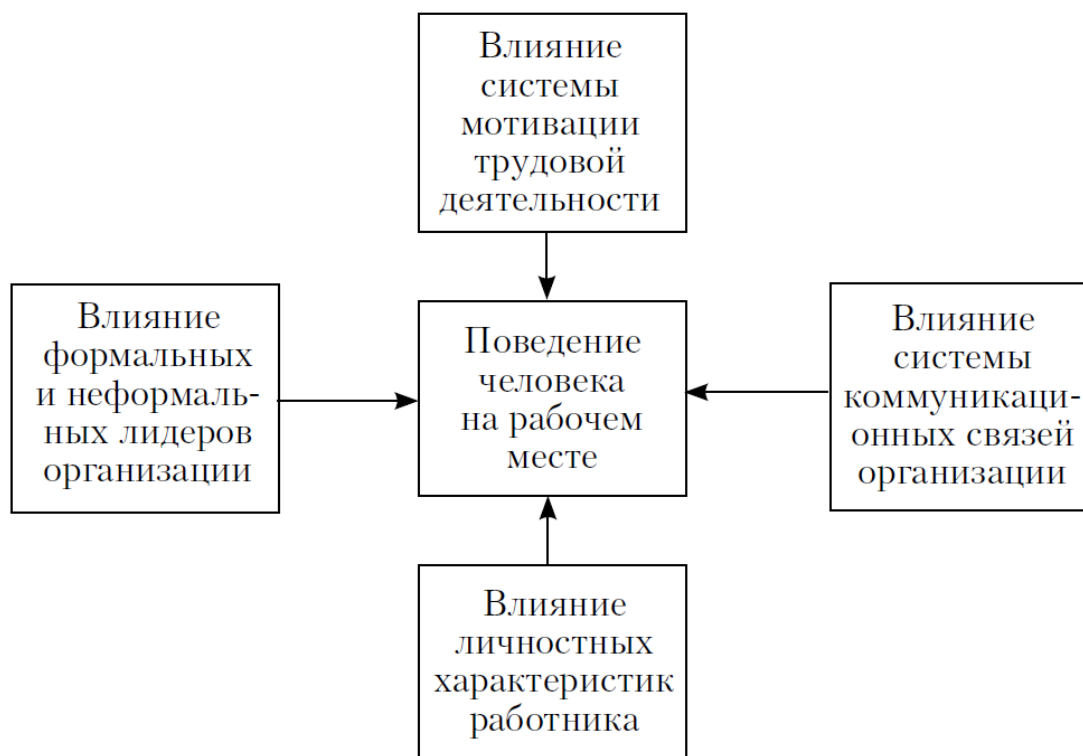 Влияние
системы
мотивации
трудовой
деятельности
Влияние
формальных
и неформаль-
ных лидеров
организации
Поведение
человека
на рабочем
месте
Влияние
системы
коммуникаци-
онных связей
организации
Влияние
личностных
характеристик
работника